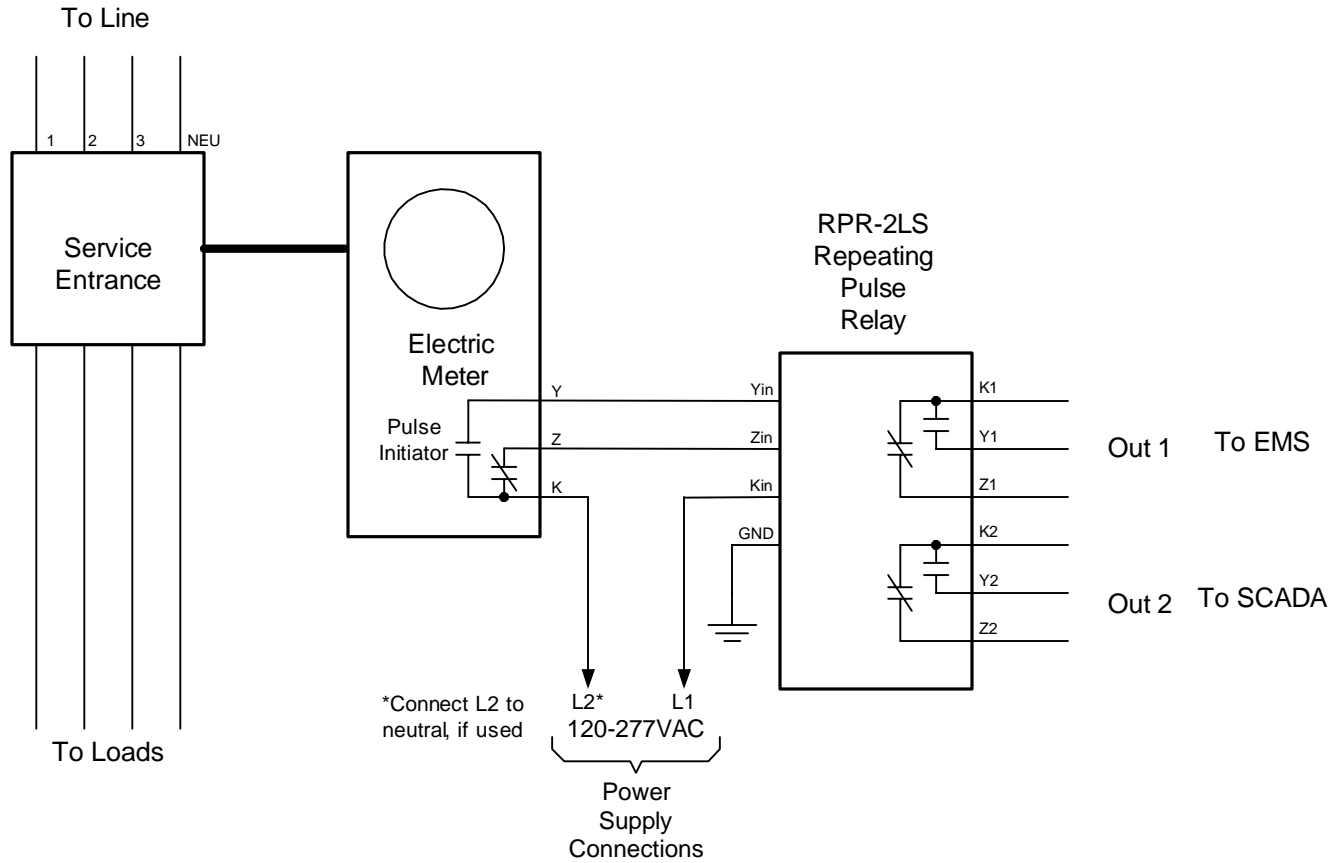 To Line
1 2 3 NEU
Service
Entrance
To Loads
Electric
Meter
Pulse
Initiator
Y
Z
K
RPR-2LS
Repeating
Pulse
Relay
Yin
Zin
Kin
GND
K1
Y1
Z1
Out 1
To EMS
K2
Y2
Z2
Out 2
To SCADA
*Connect L2 to
neutral, if used
L2* L1
120-277VAC
Power
Supply
Connections